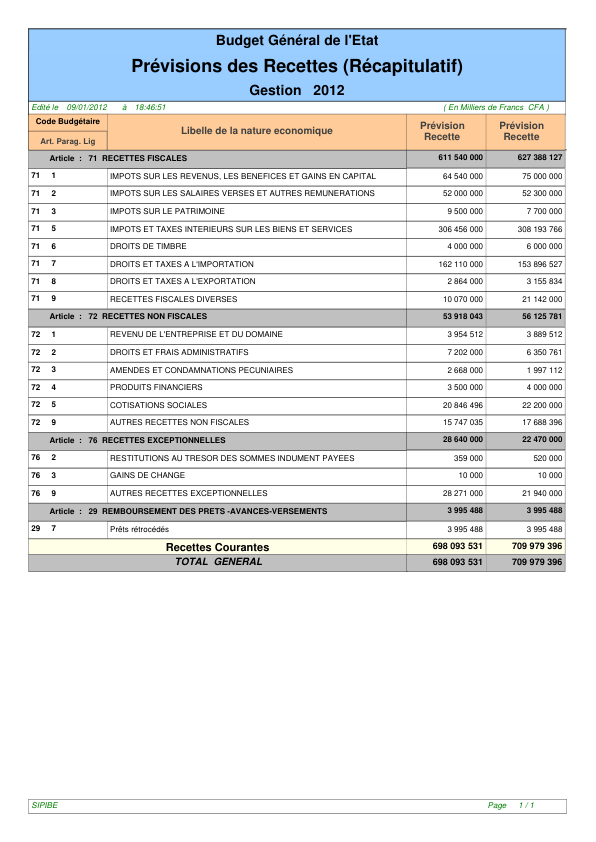 Budget Général de l'Etat
Prévisions des Recettes (Récapitulatif)
Gestion 2012
Edité le 09/01/2012 à 18:46:51 ( En Milliers de Francs CFA )
Code Budgétaire
Art. Parag. Lig
Libelle de la nature economique
Prévision Recette
Prévision Recette
Article : 71 RECETTES FISCALES 611 540 000 627 388 127
71 1 IMPOTS SUR LES REVENUS, LES BENEFICES ET GAINS EN CAPITAL 64 540 000 75 000 000
71 2 IMPOTS SUR LES SALAIRES VERSES ET AUTRES REMUNERATIONS 52 000 000 52 300 000
71 3 IMPOTS SUR LE PATRIMOINE 9 500 000 7 700 000
71 5 IMPOTS ET TAXES INTERIEURS SUR LES BIENS ET SERVICES 306 456 000 308 193 766
71 6 DROITS DE TIMBRE 4 000 000 6 000 000
71 7 DROITS ET TAXES A L'IMPORTATION 162 110 000 153 896 527
71 8 DROITS ET TAXES A L'EXPORTATION 2 864 000 3 155 834
71 9 RECETTES FISCALES DIVERSES 10 070 000 21 142 000
Article : 72 RECETTES NON FISCALES 53 918 043 56 125 781
72 1 REVENU DE L'ENTREPRISE ET DU DOMAINE 3 954 512 3 889 512
72 2 DROITS ET FRAIS ADMINISTRATIFS 7 202 000 6 350 761
72 3 AMENDES ET CONDAMNATIONS PECUNIAIRES 2 668 000 1 997 112
72 4 PRODUITS FINANCIERS 3 500 000 4 000 000
72 5 COTISATIONS SOCIALES 20 846 496 22 200 000
72 9 AUTRES RECETTES NON FISCALES 15 747 035 17 688 396
Article : 76 RECETTES EXCEPTIONNELLES 28 640 000 22 470 000
76 2 RESTITUTIONS AU TRESOR DES SOMMES INDUMENT PAYEES 359 000 520 000
76 3 GAINS DE CHANGE 10 000 10 000
76 9 AUTRES RECETTES EXCEPTIONNELLES 28 271 000 21 940 000
Article : 29 REMBOURSEMENT DES PRETS -AVANCES-VERSEMENTS 3 995 488 3 995 488
29 7 Prêts rétrocédés 3 995 488 3 995 488
Recettes Courantes 698 093 531 709 979 396
TOTAL GENERAL 698 093 531 709 979 396
SIPIBE Page 1 / 1